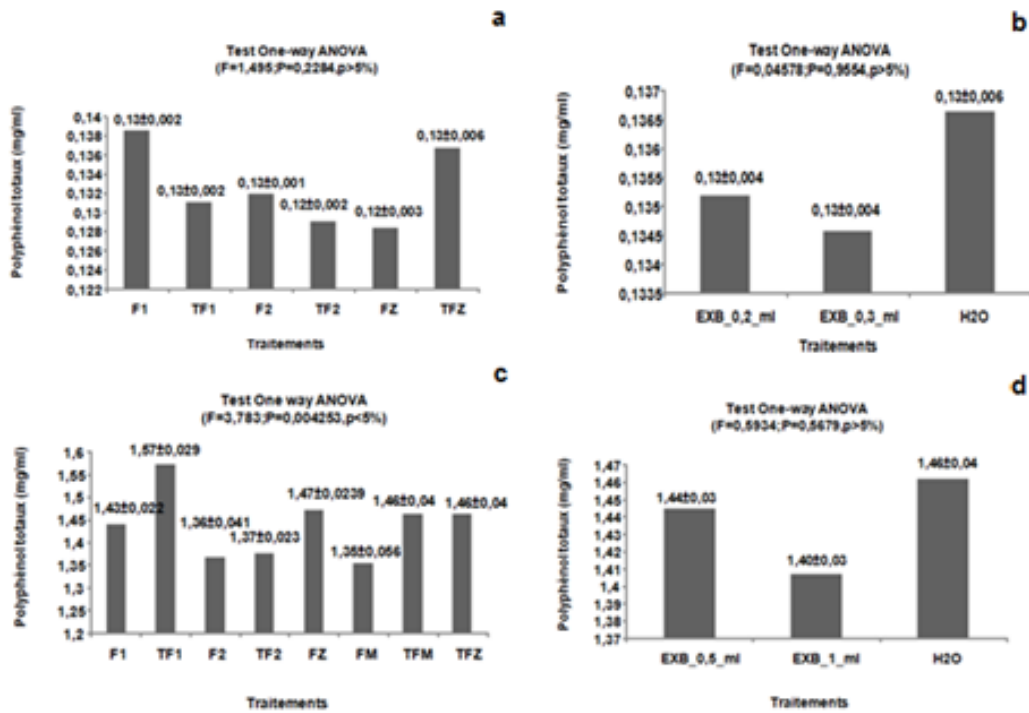 a
Test One-way ANOVA
(F=1,495;P=0,2284,p>5%)
Polyphènol totaux (mg/ml)
0,14
0,138
0,136
0,134
0,132
0,13
0,128
0,126
0,124
0,122
0,13±0,002
0,13±0,002
0,13±0,001
0,12±0,002
0,12±0,003
0,13±0,006
F1 TF1 F2 TF2 FZ TFZ
Traitements
b
Test One-way ANOVA
(F=0,04578;P=0,9554,p>5%)
Polyphènol totaux (mg/ml)
0,137
0,1365
0,136
0,1355
0,135
0,1345
0,134
0,1335
0,13±0,004
0,13±0,004
0,13±0,006
EXB_0,2_ml EXB_0,3_ml H2O
Traitements
c
Test One way ANOVA
(F=3,783;P=0,004253,p<5%)
Polyphènol totaux (mg/ml)
1,6
1,55
1,5
1,45
1,4
1,35
1,3
1,25
1,2
1,43±0,022
1,57±0,029
1,36±0,041
1,37±0,023
1,47±0,0239
1,35±0,056
1,46±0,04
1,46±0,04
F1 TF1 F2 TF2 FZ FM TFM TFZ
Traitements
d
Test One-way ANOVA
(F=0,5934;P=0,5679,p>5%)
Polyphènol totaux (mg/ml)
1,47
1,46
1,45
1,44
1,43
1,42
1,41
1,4
1,39
1,38
1,37
1,44±0,03
1,40±0,03
1,46±0,04
EXB_0,5_ml EXB_1_ml H2O
Traitements